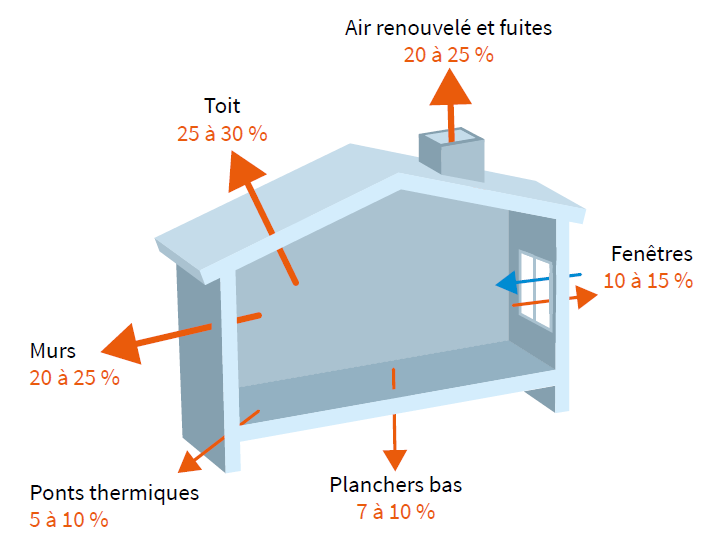 Air renouvelé et fuites
20 à 25 %
Toit
25 à 30 %
Fenêtres
10 à 15 %
Murs
20 à 25 %
Ponts thermiques
5 à 10 %
Planchers bas
7 à 10 %